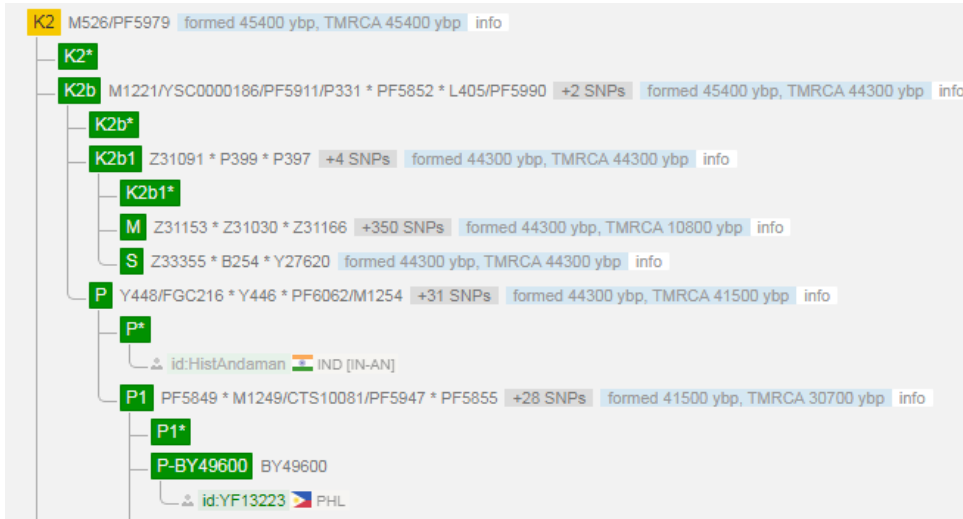 K2 M526/PF5979 formed 45400 ybp, TMRCA 45400 ybp info
K2*
K2b M1221/YSC0000186/PF5911/P331 * PF5852 * L405/PF5990 +2 SNPs formed 45400 ybp, TMRCA 44300 ybp info
K2b*
K2b1 Z31091 * P399 * P397 +4 SNPs formed 44300 ybp, TMRCA 44300 ybp info
K2b1*
M Z31153 * Z31030 * Z31166 +350 SNPs formed 44300 ybp, TMRCA 10800 ybp info
S Z33355 * B254 * Y27620 formed 44300 ybp, TMRCA 44300 ybp info
P Y448/FGC216 * Y446 * PF6062/M1254 +31 SNPs formed 44300 ybp, TMRCA 41500 ybp info
P*
id:HistAndaman IND [IN-AN]
P1 PF5849 * M1249/CTS10081/PF5947 * PF5855 +28 SNPs formed 41500 ybp, TMRCA 30700 ybp info
P1*
P-BY49600 BY49600
id:YF13223 PHL